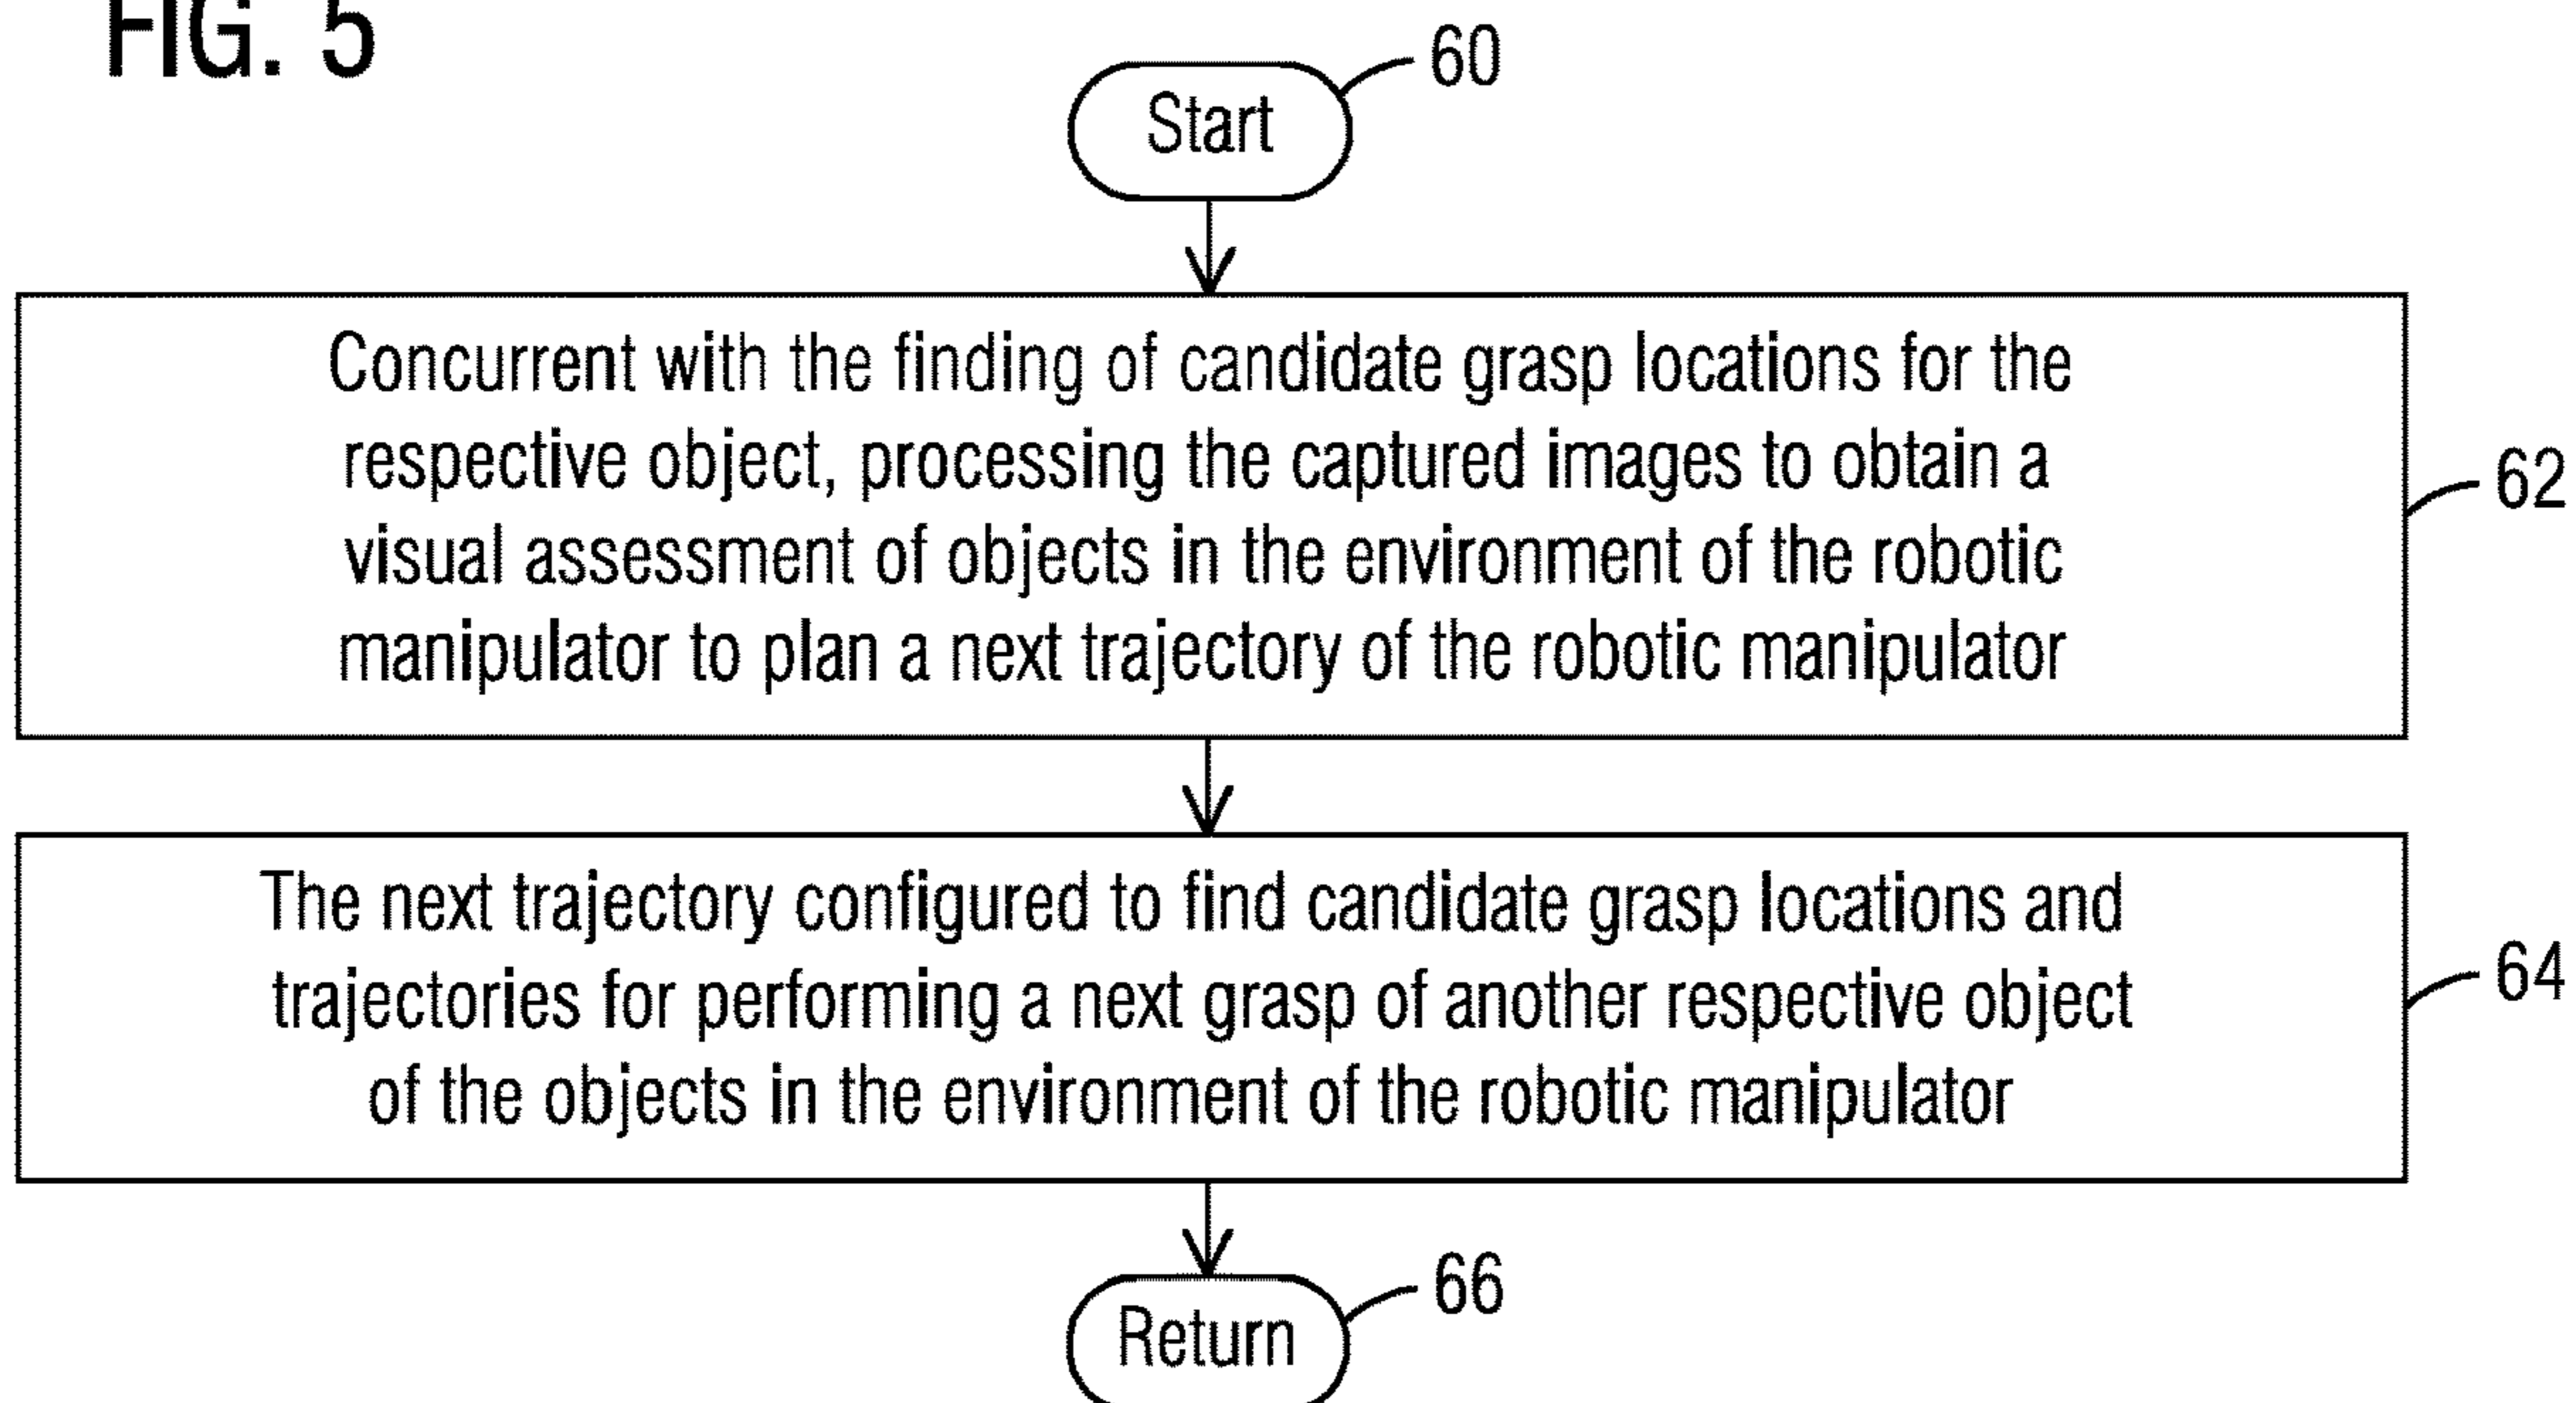 FIG. 5
60
Start
Concurrent with the finding of candidate grasp locations for the
respective object, processing the captured images to obtain a
visual assessment of objects in the environment of the robotic
manipulator to plan a next trajectory of the robotic manipulator
62
The next trajectory configured to find candidate grasp locations and
trajectories for performing a next grasp of another respective object
of the objects in the environment of the robotic manipulator
64
66
Return